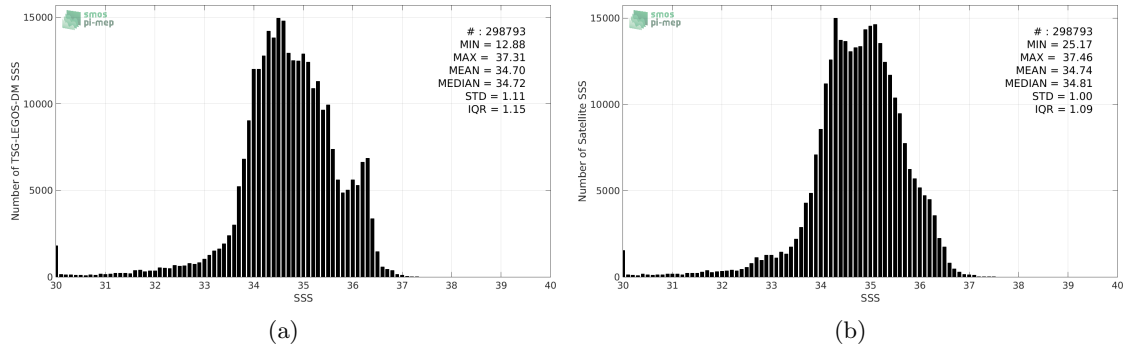 smos
pi-mep
# : 298793
MIN = 12.88
MAX = 37.31
MEAN = 34.70
MEDIAN = 34.72
STD = 1.11
IQR = 1.15
Number of TSG-LEGOS-DM SSS
15000
10000
5000
0
30 31 32 33 34 35 36 37 38 39 40
SSS
(a)
smos
pi-mep
# : 298793
MIN = 25.17
MAX = 37.46
MEAN = 34.74
MEDIAN = 34.81
STD = 1.00
IQR = 1.09
Number of Satellite SSS
15000
10000
5000
0
30 31 32 33 34 35 36 37 38 39 40
SSS
(b)